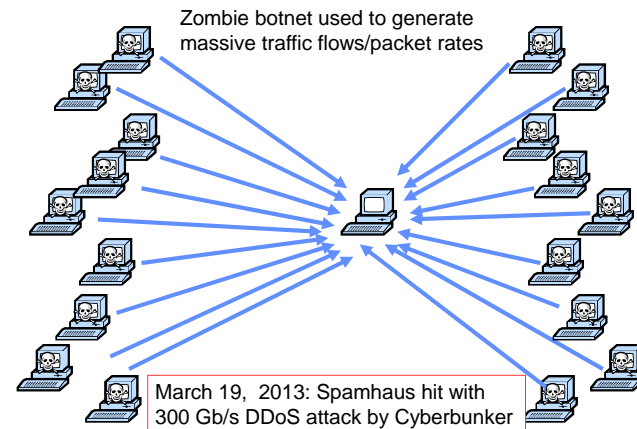 Zombie botnet used to generate
massive traffic flows/packet rates
March 19,  2013: Spamhaus hit with
300 Gb/s DDoS attack by Cyberbunker